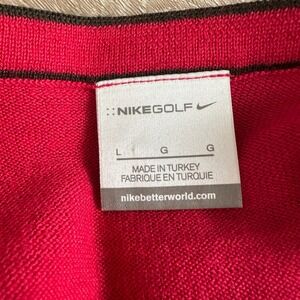 NIKEGOLF
L G G
MADE IN TURKEY
FABRIQUE EN TURQUIE
nikebetterworld.com